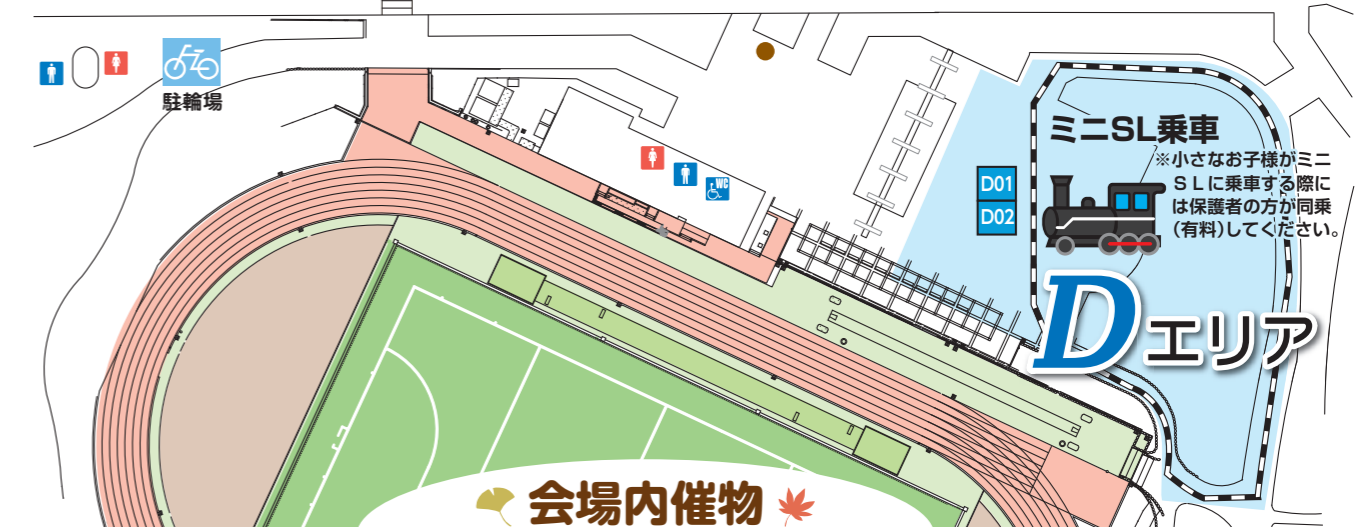 駐輪場
WC
D01
D02
ミニSL乗車
※小さなお子様がミニ
ＳＬに乗車する際に
は保護者の方が同乗
(有料)してください。
Dエリア
会場内催物